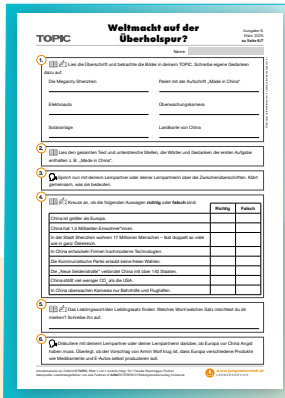 TOPIC
Weltmacht auf der
Überholspur?
Ausgabe 6,
März 2025
zu Seite 6/7
Name:
1. Lies die Überschrift und betrachte die Bilder in deinem TOPIC. Schreibe eigene Gedanken
dazu auf:
Die Megacity Shenzhen
Paket mit der Aufschrift „Made in China“
Elektroauto
Überwachungskamera
Solaranlage
Landkarte von China
2. Lies den gesamten Text und unterstreiche Stellen, die Wörter und Gedanken der ersten Aufgabe
enthalten z. B. „Made in China“.
3. Sprich nun mit deinem Lernpartner oder deiner Lernpartnerin über die Zwischenüberschriften. Klärt
gemeinsam, was sie bedeuten.
4. Kreuze an, ob die folgenden Aussagen richtig oder falsch sind:
Richtig Falsch
China ist größer als Europa.
China hat 1,5 Milliarden Einwohner*innen.
In der Stadt Shenzhen wohnen 17 Millionen Menschen – fast doppelt so viele
wie in ganz Österreich.
In China entwickeln Firmen hochmoderne Technologien.
Die Kommunistische Partei erlaubt keine freien Wahlen.
Die „Neue Seidenstraße“ verbindet China mit über 140 Staaten.
China stößt viel weniger CO₂ als die USA.
In China überwachen Kameras nur Bahnhöfe und Flughäfen.
5. Das Lieblingswort/den Lieblingssatz finden: Welches Wort/welchen Satz möchtest du dir
merken? Schreibe ihn auf:
6. Diskutiere mit deinem Lernpartner oder deiner Lernpartnerin darüber, ob Europa vor China Angst
haben muss. Überlegt, ob der Vorschlag von Armin Wolf klug ist, dass Europa verschiedene Produkte
wie Medikamente und E-Autos selbst produzieren soll.
www.jungoesterreich.at